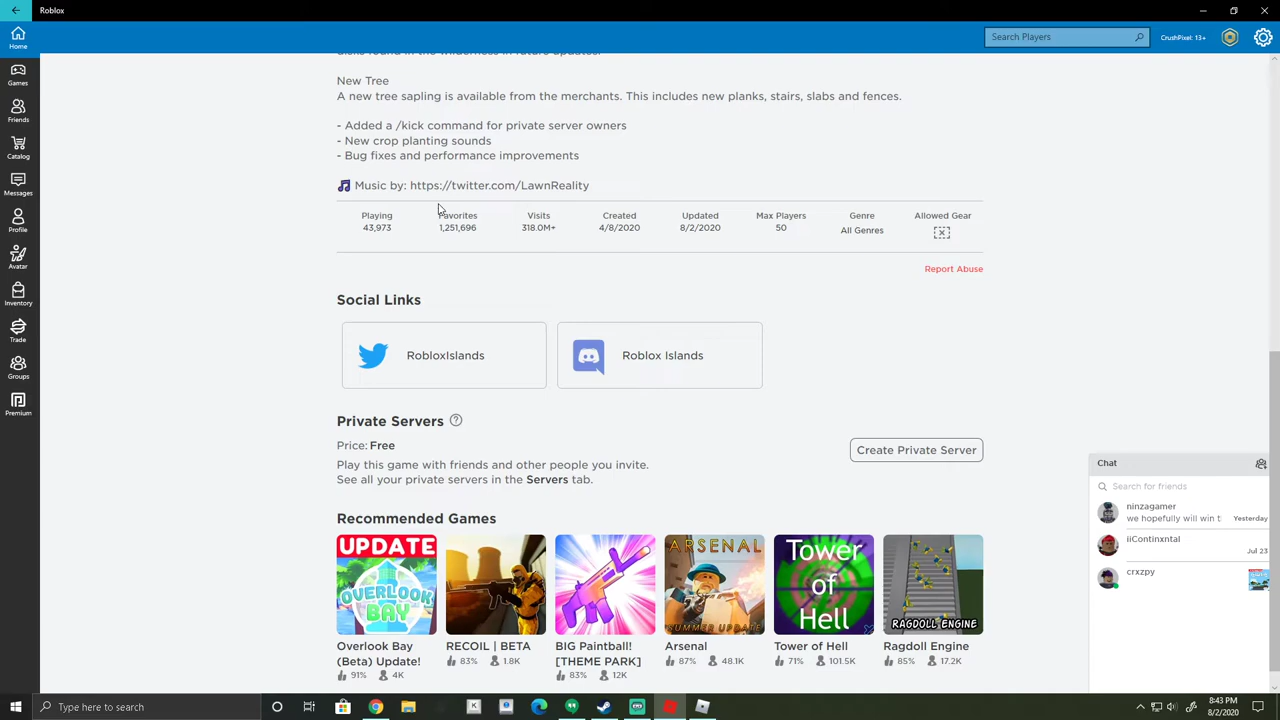 Roblox
Home
Search Players
CrushPixel: 13+
Games
New Tree
A new tree sapling is available from the merchants. This includes new planks, stairs, slabs and fences.
Friends
- Added a /kick command for private server owners
- New crop planting sounds
- Bug fixes and performance improvements
Catalog
Messages
Music by: https://twitter.com/LawnReality
Playing Favorites Visits Created Updated Max Players Genre Allowed Gear
43,973 1,251,696 318.0M+ 4/8/2020 8/2/2020 50 All Genres
Profile
Avatar
Report Abuse
Inventory
Social Links
Trade
RobloxIslands Roblox Islands
Groups
Premium
Private Servers
Price: Free
Create Private Server
Play this game with friends and other people you invite.
See all your private servers in the Servers tab.
Recommended Games
UPDATE
OVERLOOK
BAY
ARSENAL
SUMMER UPDATE
Tower
of
Hell
RAGDOLL ENGINE
Overlook Bay
(Beta) Update!
91% 4K
RECOIL | BETA
83% 1.8K
BIG Paintball!
[THEME PARK]
83% 12K
Arsenal
87% 48.1K
Tower of Hell
71% 101.5K
Ragdoll Engine
85% 17.2K
Chat
Search for friends
ninzagamer
we hopefully will win t Yesterday
iiContinxntal
Jul 23
crxzpy
Type here to search
8:43 PM
8/2/2020